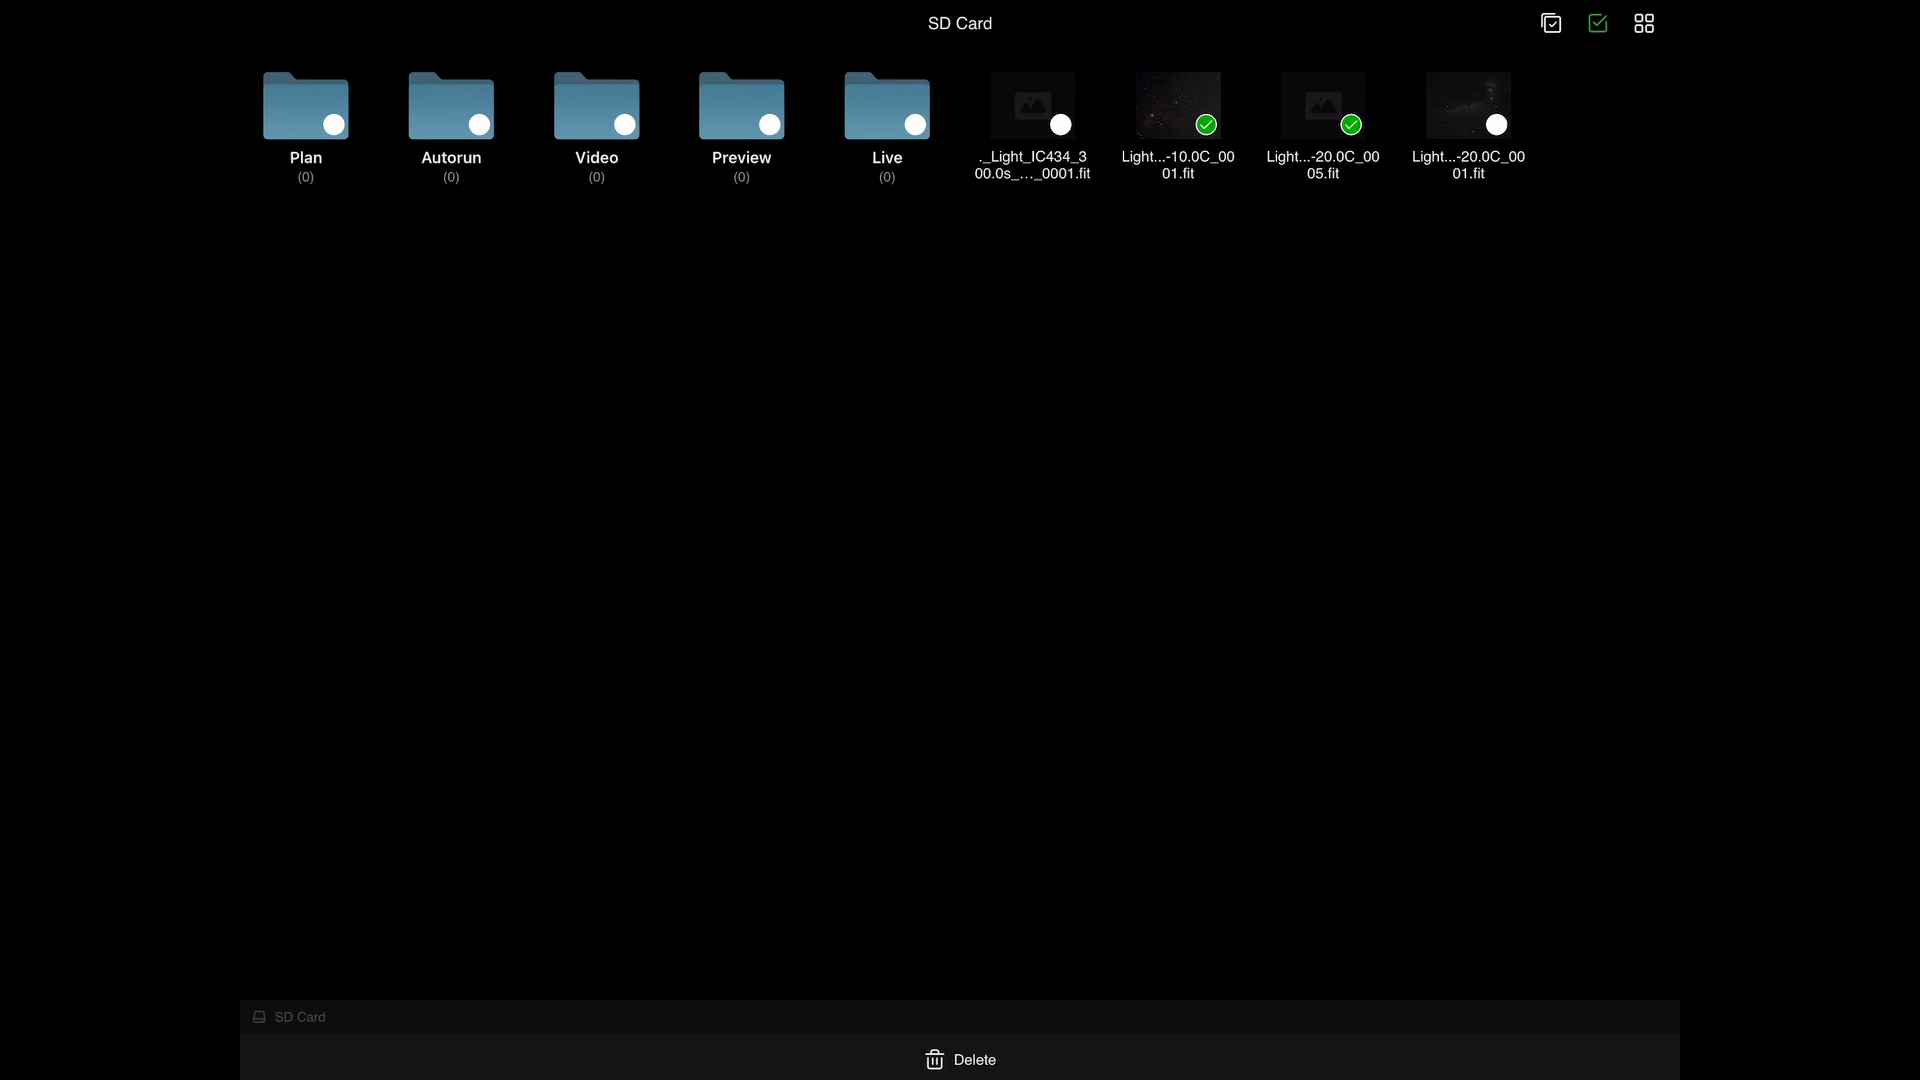 SD Card
Plan
(0)
Autorun
(0)
Video
(0)
Preview
(0)
Live
(0)
._Light_IC434_3
00.0s_..._0001.fit
Light...-10.0C_00
01.fit
Light...-20.0C_00
05.fit
Light...-20.0C_00
01.fit
SD Card
Delete